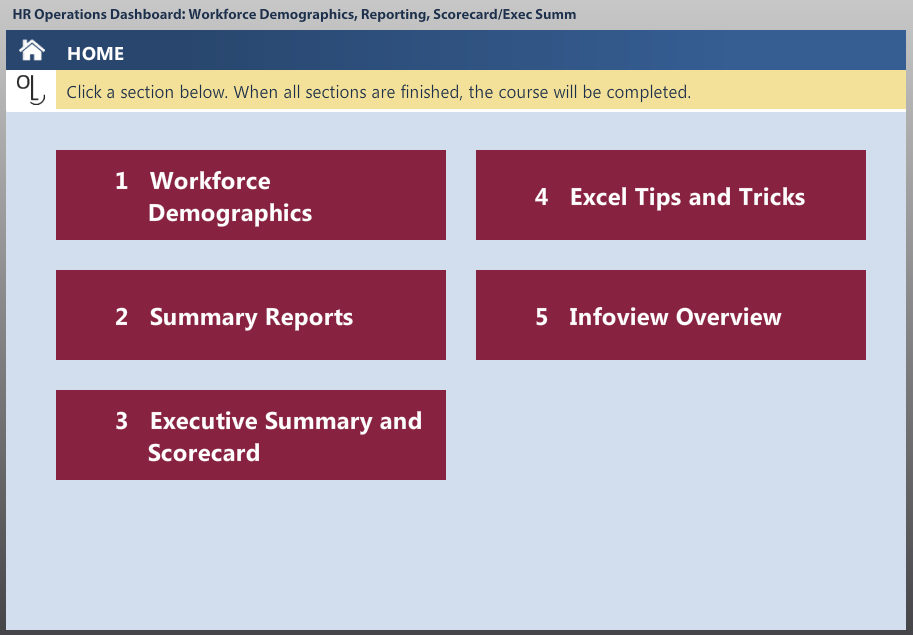 HR Operations Dashboard: Workforce Demographics, Reporting, Scorecard/Exec Summ
HOME
OL
Click a section below. When all sections are finished, the course will be completed.
1 Workforce
Demographics
2 Summary Reports
3 Executive Summary and
Scorecard
4 Excel Tips and Tricks
5 Infoview Overview